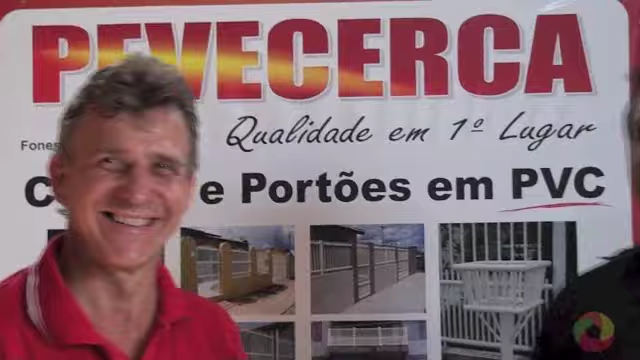 PEVECERCA
Qualidade em 1º Lugar
Fones
e Portões em PVC